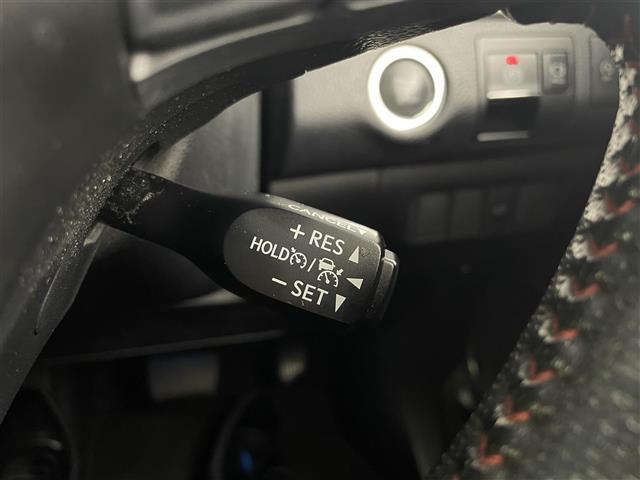 CANCEL
+ RES
HOLD /
− SET